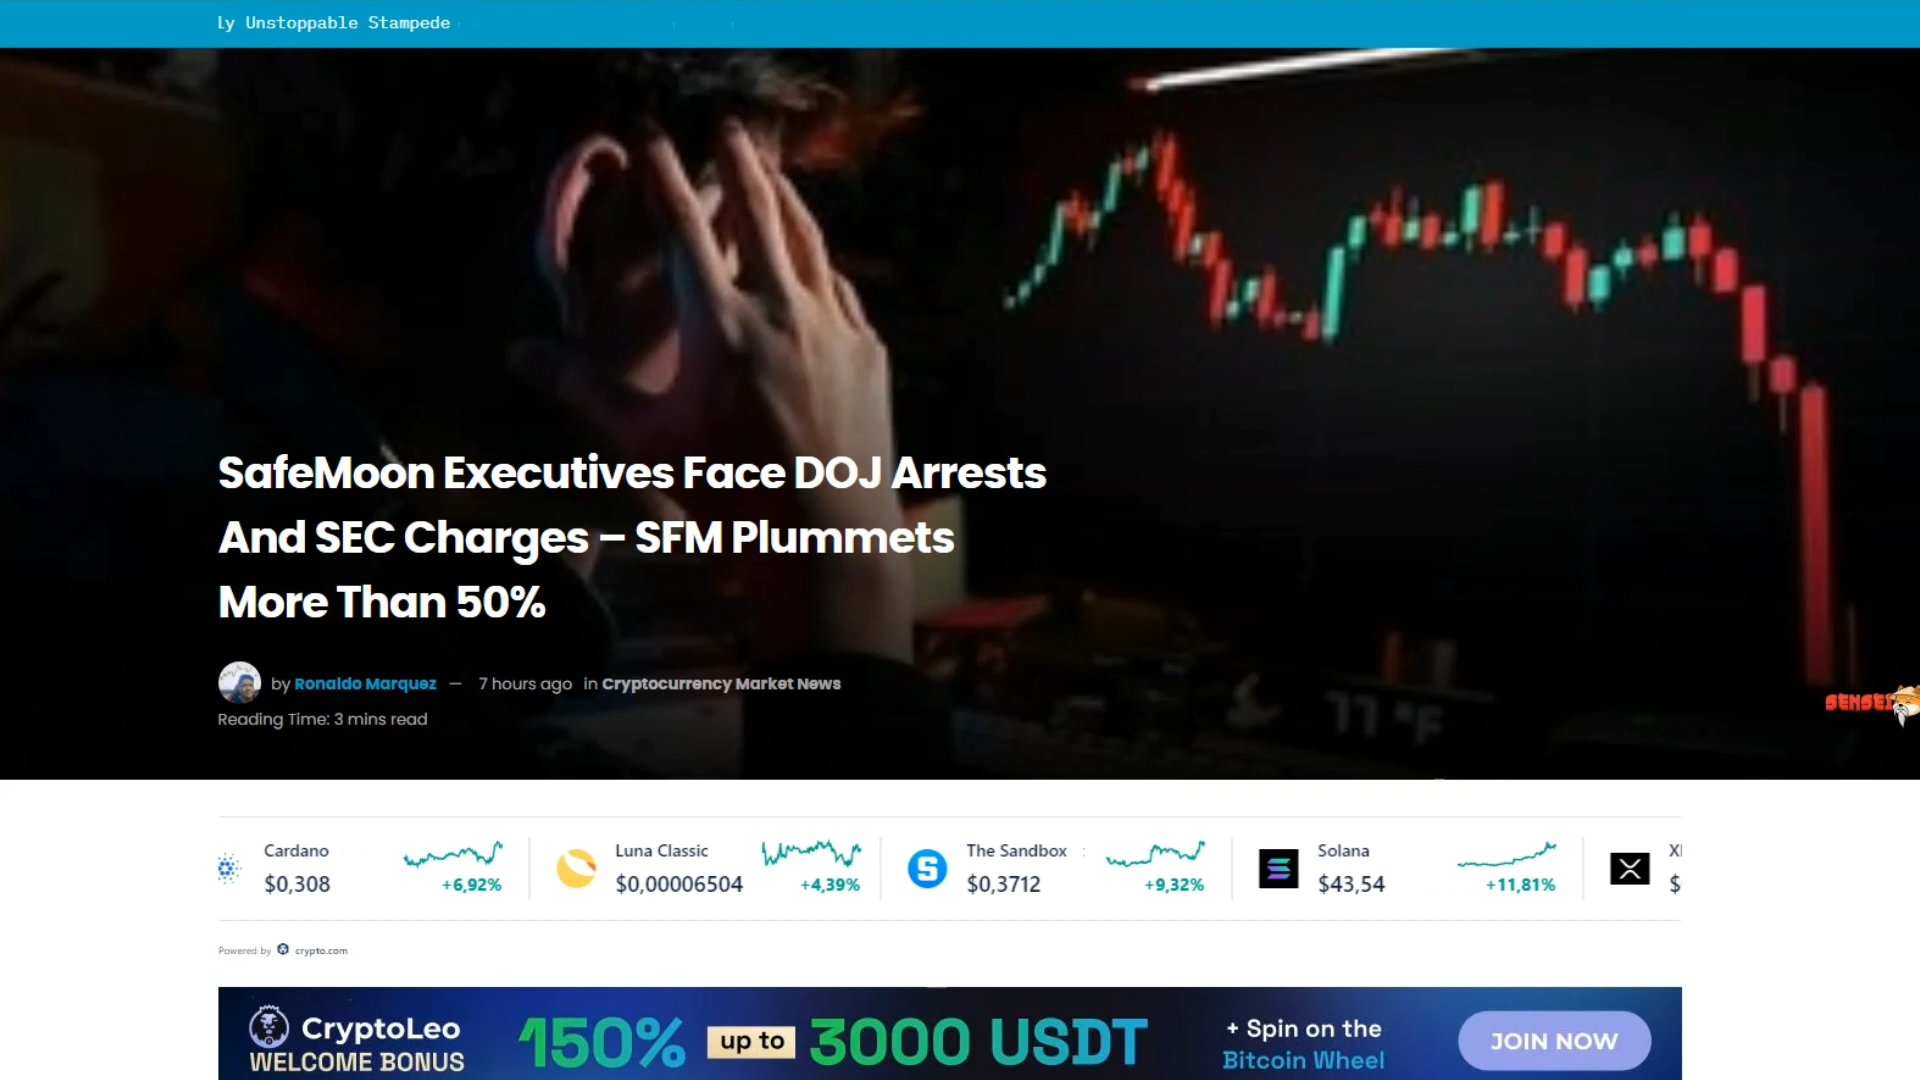 ly Unstoppable Stampede
SafeMoon Executives Face DOJ Arrests
And SEC Charges – SFM Plummets
More Than 50%
by Ronaldo Marquez — 7 hours ago in Cryptocurrency Market News
Reading Time: 3 mins read
77 °F
SENSEI
Cardano
$0,308
+6,92%
Luna Classic
$0,00006504
+4,39%
The Sandbox
$0,3712
+9,32%
Solana
$43,54
+11,81%
$
Powered by crypto.com
CryptoLeo
WELCOME BONUS
150% up to 3000 USDT
+ Spin on the
Bitcoin Wheel
JOIN NOW